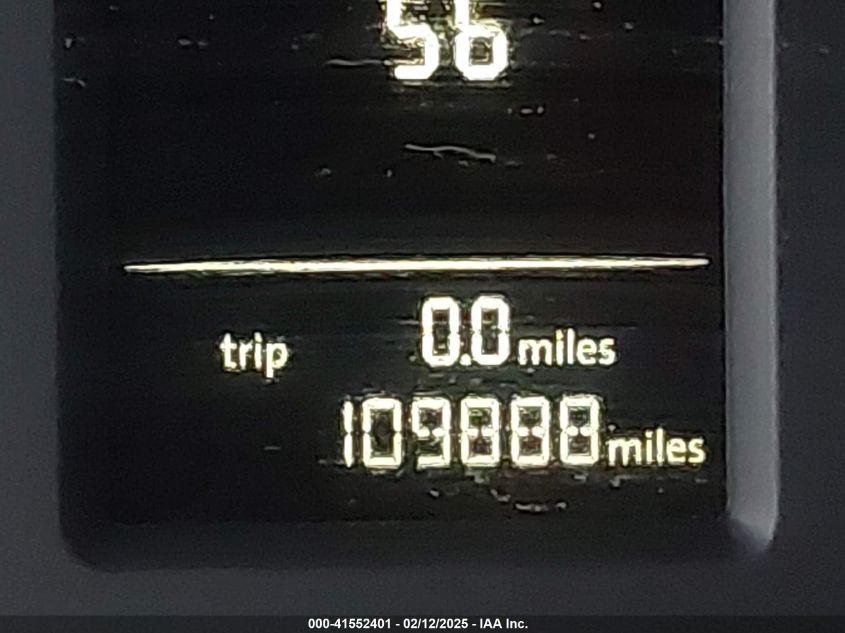 56
trip 0.0 miles
109888 miles
000-41552401 - 02/12/2025 - IAA Inc.